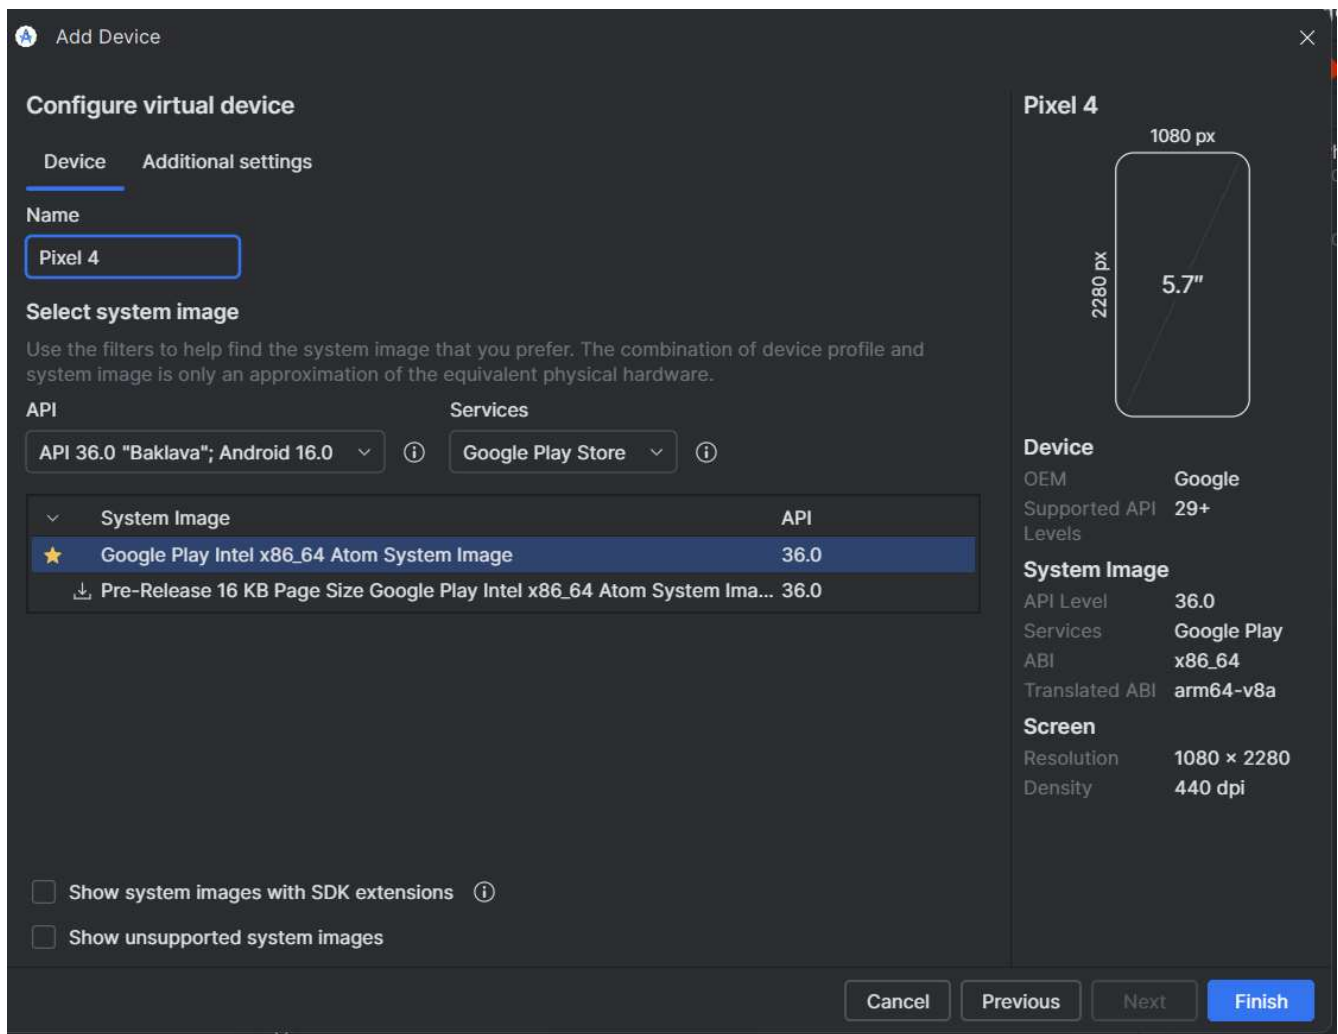 Add Device
Configure virtual device
Device Additional settings
Name
Pixel 4
Select system image
Use the filters to help find the system image that you prefer. The combination of device profile and
system image is only an approximation of the equivalent physical hardware.
API Services
API 36.0 "Baklava"; Android 16.0 Google Play Store
System Image API
Google Play Intel x86_64 Atom System Image 36.0
Pre-Release 16 KB Page Size Google Play Intel x86_64 Atom System Ima... 36.0
Show system images with SDK extensions
Show unsupported system images
Pixel 4
1080 px
2280 px
5.7"
Device
OEM Google
Supported API 29+
Levels
System Image
API Level 36.0
Services Google Play
ABI x86_64
Translated ABI arm64-v8a
Screen
Resolution 1080 × 2280
Density 440 dpi
Cancel Previous Next Finish